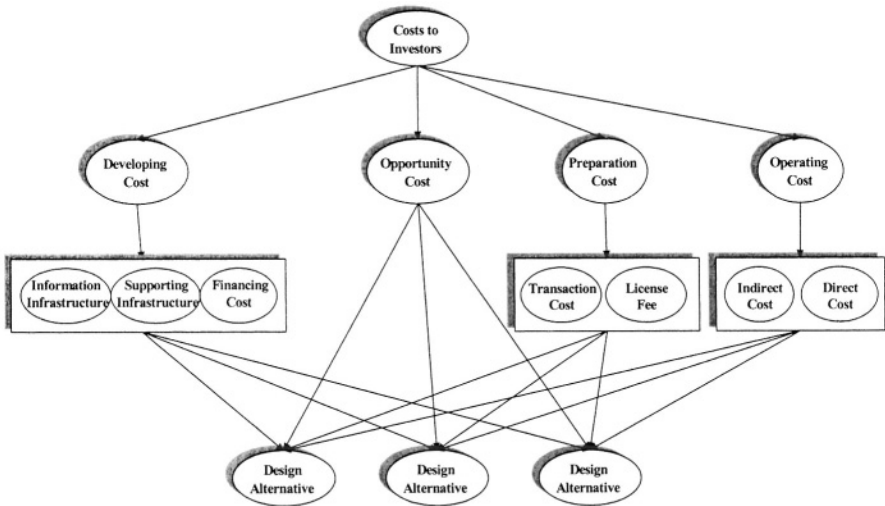 Costs to
Investors
Developing
Cost
Opportunity
Cost
Preparation
Cost
Operating
Cost
Information
Infrastructure
Supporting
Infrastructure
Financing
Cost
Transaction
Cost
License
Fee
Indirect
Cost
Direct
Cost
Design
Alternative
Design
Alternative
Design
Alternative